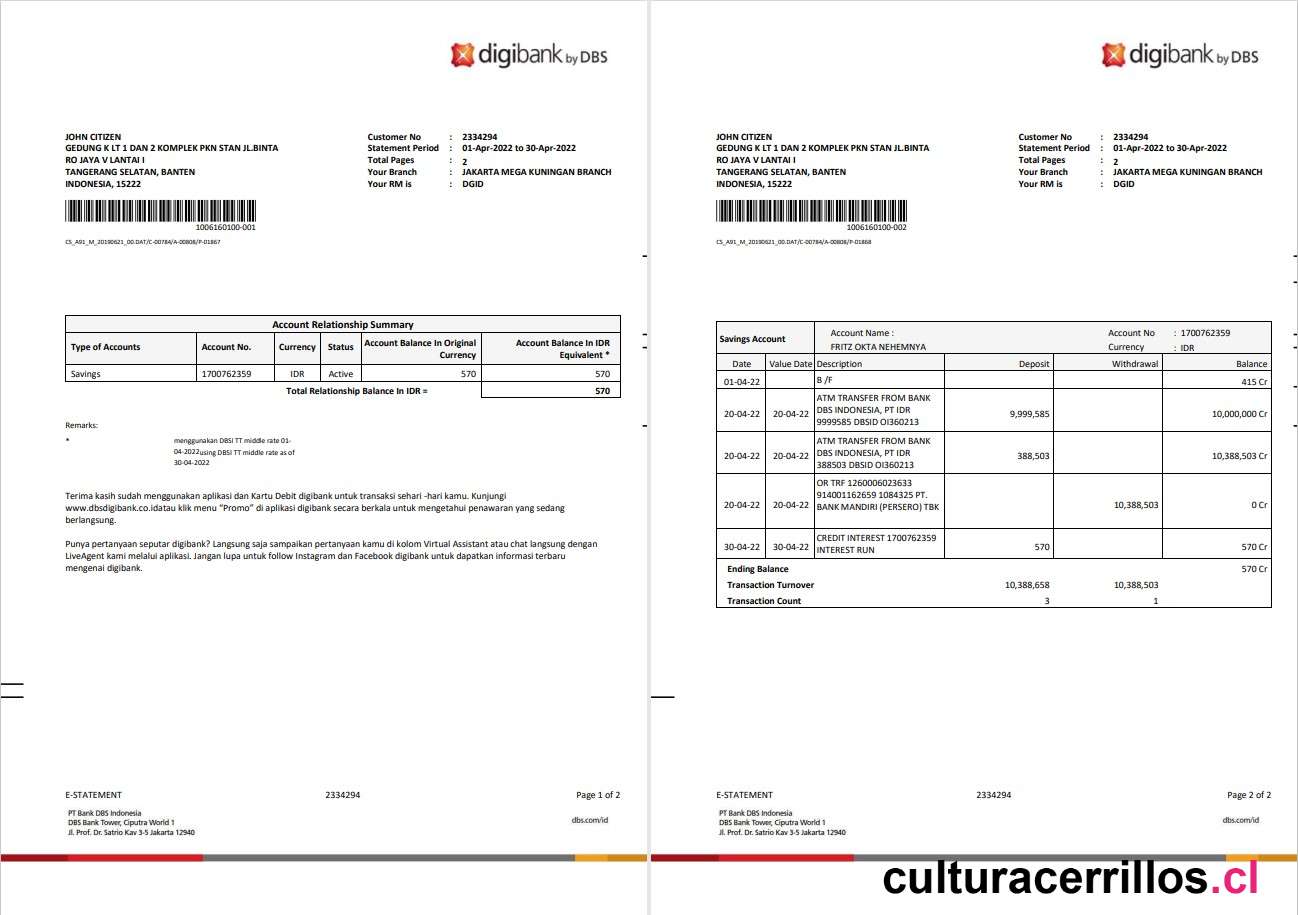 digibank by DBS
JOHN CITIZEN
GEDUNG K LT 1 DAN 2 KOMPLEK PKN STAN JL.BINTA
RO JAYA V LANTAI I
TANGERANG SELATAN, BANTEN
INDONESIA, 15222
Customer No : 2334294
Statement Period : 01-Apr-2022 to 30-Apr-2022
Total Pages : 2
Your Branch : JAKARTA MEGA KUNINGAN BRANCH
Your RM is : DGID
1006160100-001
CS_A91_M_20190621_00.DAT/C-00784/A-00808/P-01867
Account Relationship Summary
Type of Accounts Account No. Currency Status Account Balance In Original Currency Account Balance In IDR Equivalent *
Savings 1700762359 IDR Active 570 570
Total Relationship Balance In IDR = 570
Remarks:
* menggunakan DBSI TT middle rate 01-
04-2022using DBSI TT middle rate as of
30-04-2022
Terima kasih sudah menggunakan aplikasi dan Kartu Debit digibank untuk transaksi sehari -hari kamu. Kunjungi
www.dbsdigibank.co.idatau klik menu “Promo” di aplikasi digibank secara berkala untuk mengetahui penawaran yang sedang
berlangsung.
Punya pertanyaan seputar digibank? Langsung saja sampaikan pertanyaan kamu di kolom Virtual Assistant atau chat langsung dengan
LiveAgent kami melalui aplikasi. Jangan lupa untuk follow Instagram dan Facebook digibank untuk dapatkan informasi terbaru
mengenai digibank.
E-STATEMENT 2334294 Page 1 of 2
PT Bank DBS Indonesia
DBS Bank Tower, Ciputra World 1
Jl. Prof. Dr. Satrio Kav 3-5 Jakarta 12940
dbs.com/id
digibank by DBS
JOHN CITIZEN
GEDUNG K LT 1 DAN 2 KOMPLEK PKN STAN JL.BINTA
RO JAYA V LANTAI I
TANGERANG SELATAN, BANTEN
INDONESIA, 15222
Customer No : 2334294
Statement Period : 01-Apr-2022 to 30-Apr-2022
Total Pages : 2
Your Branch : JAKARTA MEGA KUNINGAN BRANCH
Your RM is : DGID
1006160100-002
CS_A91_M_20190621_00.DAT/C-00784/A-00808/P-01868
Savings Account
Account Name :
FRITZ OKTA NEHEMNYA
Account No : 1700762359
Currency : IDR
Date Value Date Description Deposit Withdrawal Balance
01-04-22 B /F 415 Cr
20-04-22 20-04-22 ATM TRANSFER FROM BANK
DBS INDONESIA, PT IDR
9999585 DBSID OI360213
9,999,585 10,000,000 Cr
20-04-22 20-04-22 ATM TRANSFER FROM BANK
DBS INDONESIA, PT IDR
388503 DBSID OI360213
388,503 10,388,503 Cr
20-04-22 20-04-22 OR TRF 1260006023633
914001162659 1084325 PT.
BANK MANDIRI (PERSERO) TBK
10,388,503 0 Cr
30-04-22 30-04-22 CREDIT INTEREST 1700762359
INTEREST RUN
570 570 Cr
Ending Balance 570 Cr
Transaction Turnover 10,388,658 10,388,503
Transaction Count 3 1
E-STATEMENT 2334294 Page 2 of 2
PT Bank DBS Indonesia
DBS Bank Tower, Ciputra World 1
Jl. Prof. Dr. Satrio Kav 3-5 Jakarta 12940
dbs.com/id
culturacerrillos.cl